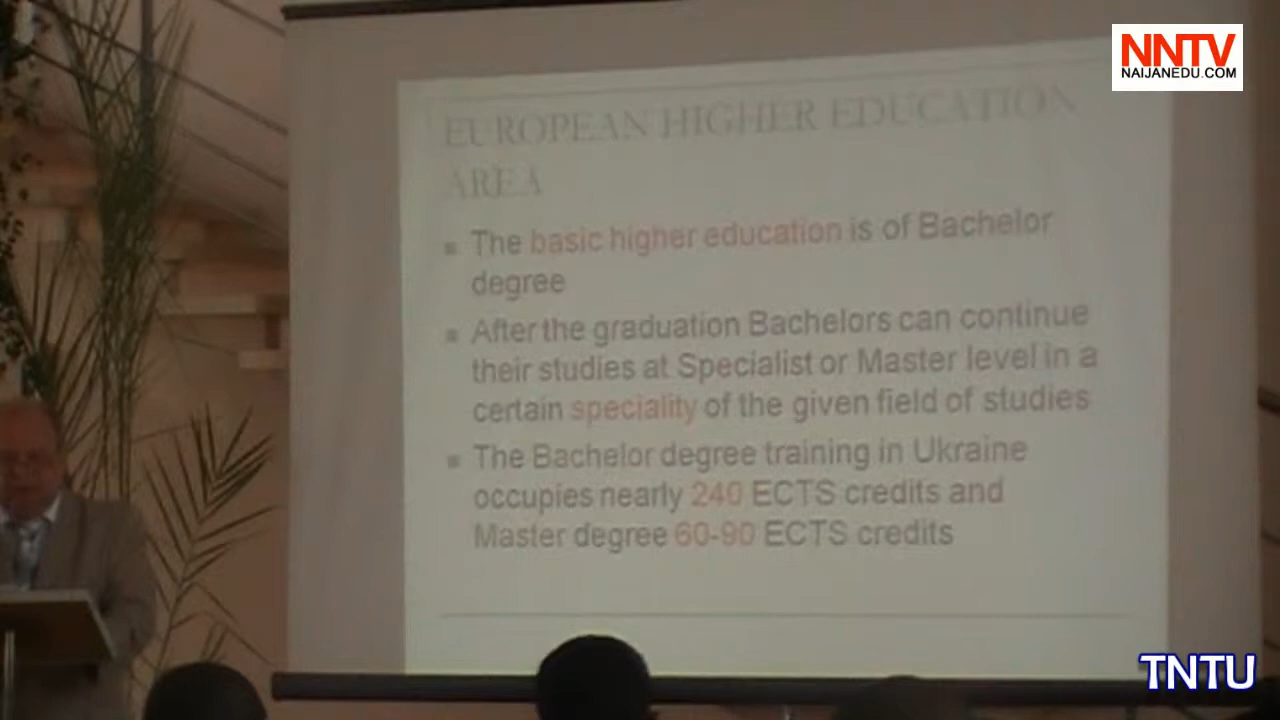 NNTV
NAIJANEDU.COM
EUROPEAN HIGHER EDUCATION
AREA
The basic higher education is of Bachelor
degree
After the graduation Bachelors can continue
their studies at Specialist or Master level in a
certain speciality of the given field of studies
The Bachelor degree training in Ukraine
occupies nearly 240 ECTS credits and
Master degree 60-90 ECTS credits
TNTU